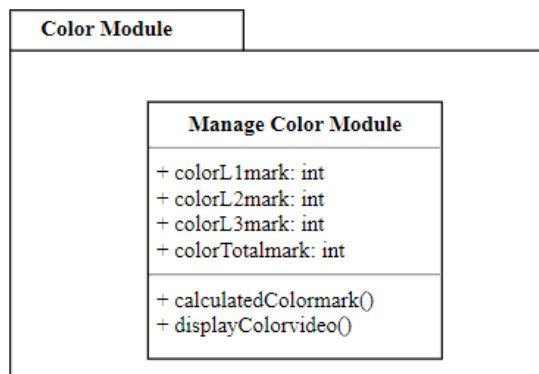 Color Module
Manage Color Module
+ colorL1mark: int
+ colorL2mark: int
+ colorL3mark: int
+ colorTotalmark: int
+ calculatedColormark()
+ displayColorvideo()